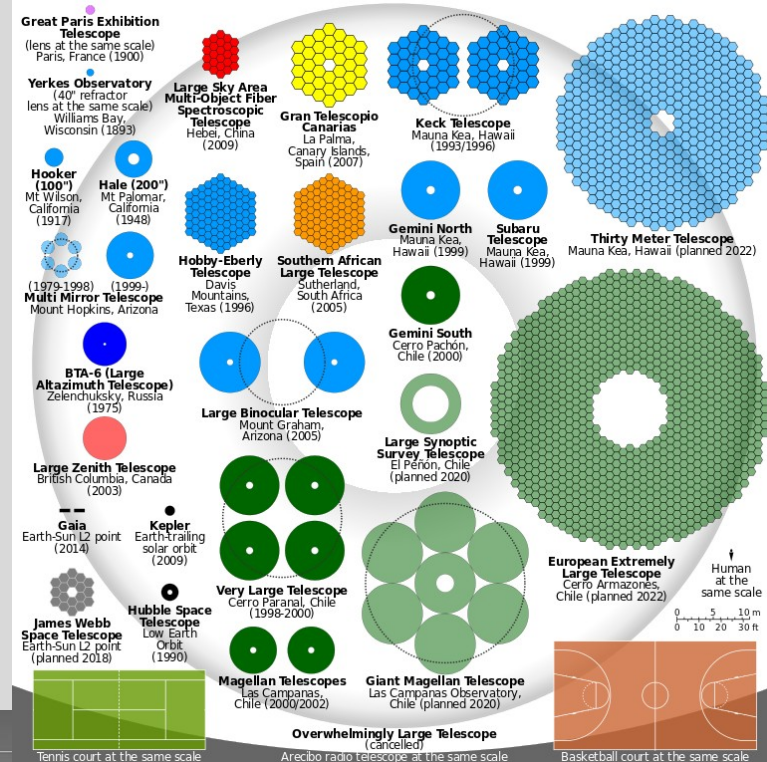 Great Paris Exhibition
Telescope
(lens at the same scale)
Paris, France (1900)
Yerkes Observatory
(40" refractor
lens at the same scale)
Williams Bay,
Wisconsin (1893)
Hooker
(100")
Mt Wilson,
California
(1917)
Hale (200")
Mt Palomar,
California
(1948)
(1979-1998) (1999-)
Multi Mirror Telescope
Mount Hopkins, Arizona
BTA-6 (Large
Altazimuth Telescope)
Zelenchuksky, Russia
(1975)
Large Zenith Telescope
British Columbia, Canada
(2003)
Gaia
Earth-Sun L2 point
(2014)
Kepler
Earth-trailing
solar orbit
(2009)
James Webb
Space Telescope
Earth-Sun L2 point
(planned 2018)
Hubble Space
Telescope
Low Earth
Orbit
(1990)
Large Sky Area
Multi-Object Fiber
Spectroscopic
Telescope
Hebei, China
(2009)
Gran Telescopio
Canarias
La Palma,
Canary Islands,
Spain (2007)
Keck Telescope
Mauna Kea, Hawaii
(1993/1996)
Hobby-Eberly
Telescope
Davis
Mountains,
Texas (1996)
Southern African
Large Telescope
Sutherland,
South Africa
(2005)
Gemini North
Mauna Kea,
Hawaii (1999)
Subaru
Telescope
Mauna Kea,
Hawaii (1999)
Thirty Meter Telescope
Mauna Kea, Hawaii (planned 2022)
Gemini South
Cerro Pachón,
Chile (2000)
Large Binocular Telescope
Mount Graham,
Arizona (2005)
Large Synoptic
Survey Telescope
El Peñón, Chile
(planned 2020)
Very Large Telescope
Cerro Paranal, Chile
(1998-2000)
Magellan Telescopes
Las Campanas,
Chile (2000/2002)
Giant Magellan Telescope
Las Campanas Observatory,
Chile (planned 2020)
European Extremely
Large Telescope
Cerro Armazones,
Chile (planned 2022)
Human
at the
same scale
0 5 10 m
0 10 20 30 ft
Overwhelmingly Large Telescope
(cancelled)
Tennis court at the same scale
Arecibo radio telescope at the same scale
Basketball court at the same scale